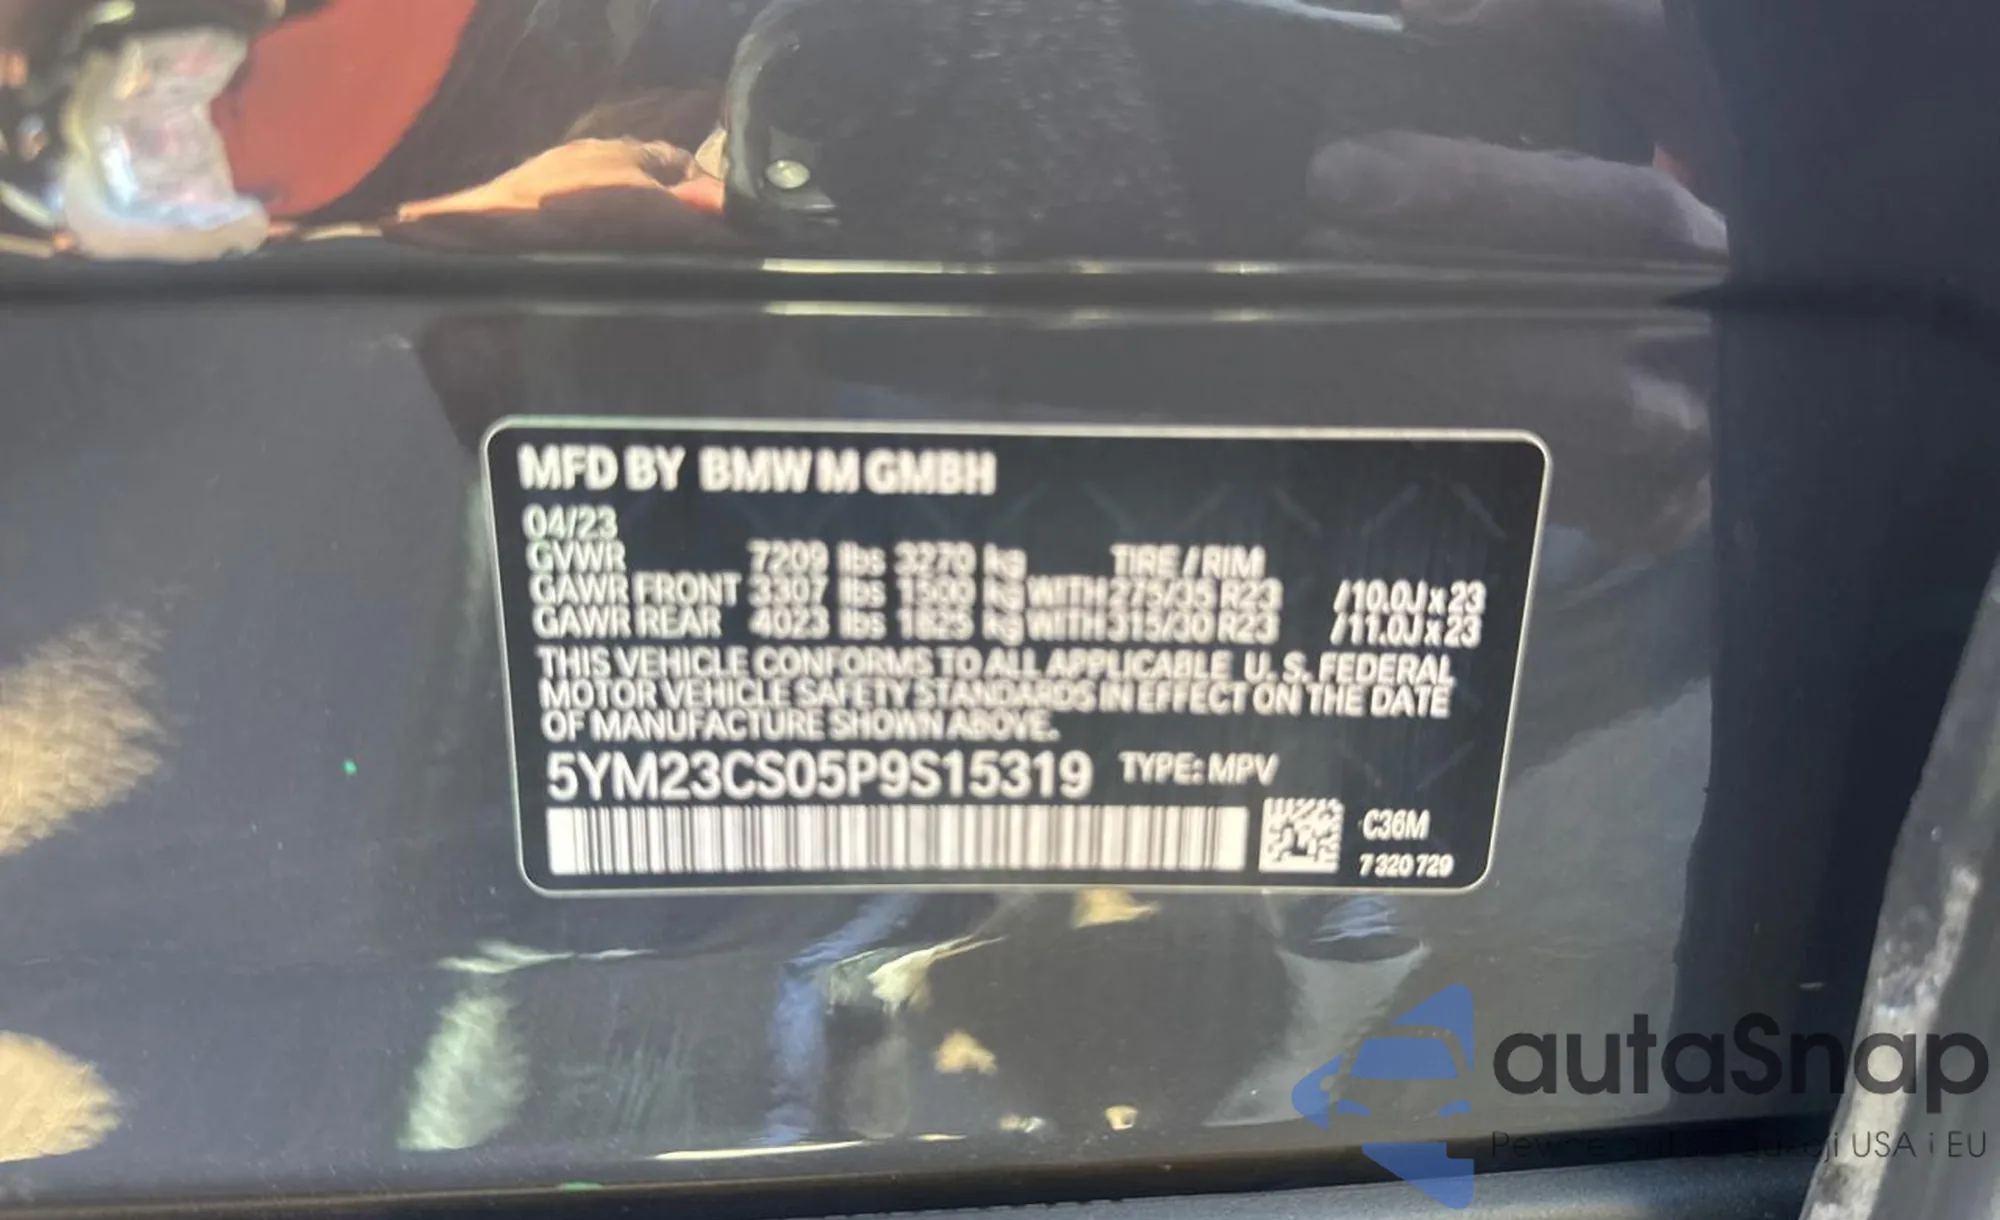 MFD BY BMW M GMBH
04/23
GVWR 7209 lbs 3270 kg TIRE / RIM
GAWR FRONT 3307 lbs 1500 kg WITH 275/35 R23 /10.0J x 23
GAWR REAR 4023 lbs 1825 kg WITH 315/30 R23 /11.0J x 23
THIS VEHICLE CONFORMS TO ALL APPLICABLE U. S. FEDERAL
MOTOR VEHICLE SAFETY STANDARDS IN EFFECT ON THE DATE
OF MANUFACTURE SHOWN ABOVE.
5YM23CS05P9S15319 TYPE: MPV
C36M
7 320 729
autaSnap
USA i EU